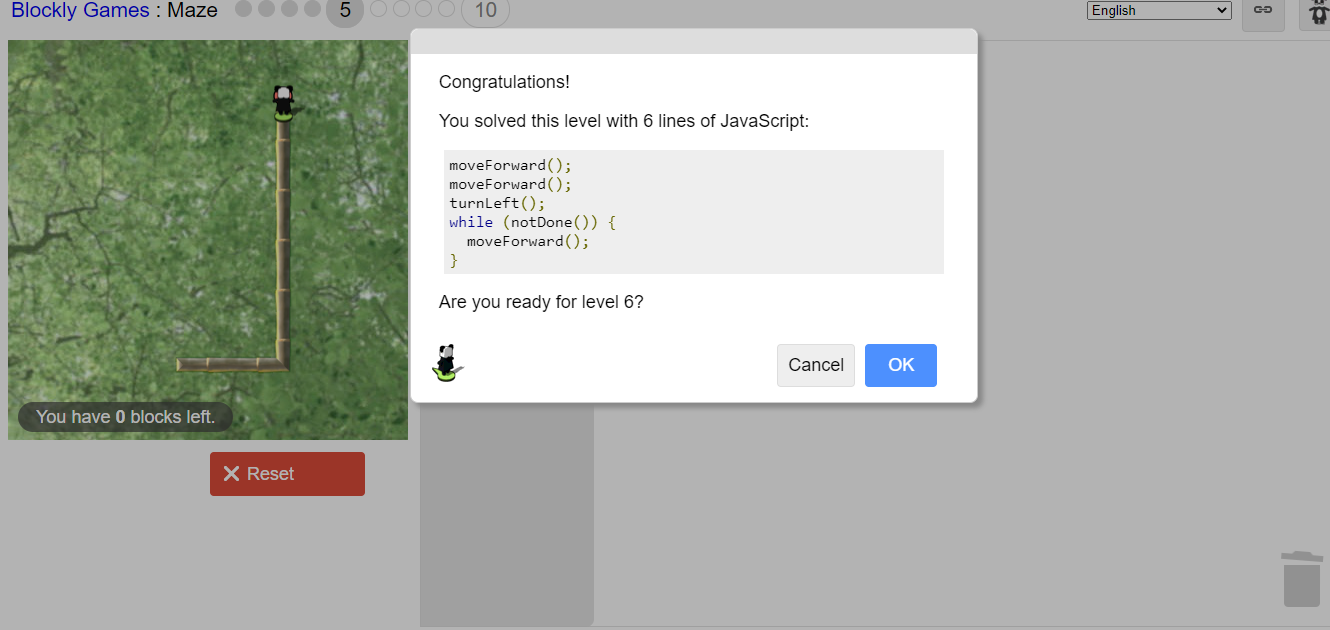 Blockly Games : Maze 5 10 English
Congratulations!
You solved this level with 6 lines of JavaScript:
moveForward();
moveForward();
turnLeft();
while (notDone()) {
  moveForward();
}
Are you ready for level 6?
Cancel OK
You have 0 blocks left.
Reset